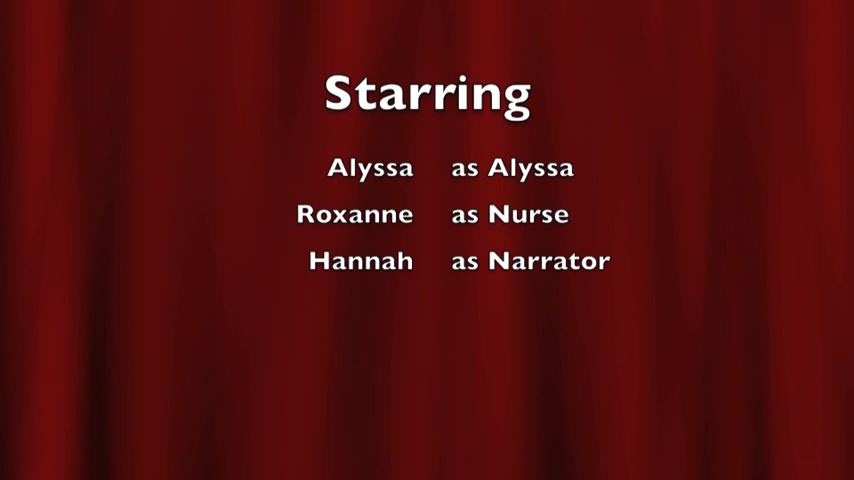 Starring
Alyssa as Alyssa
Roxanne as Nurse
Hannah as Narrator